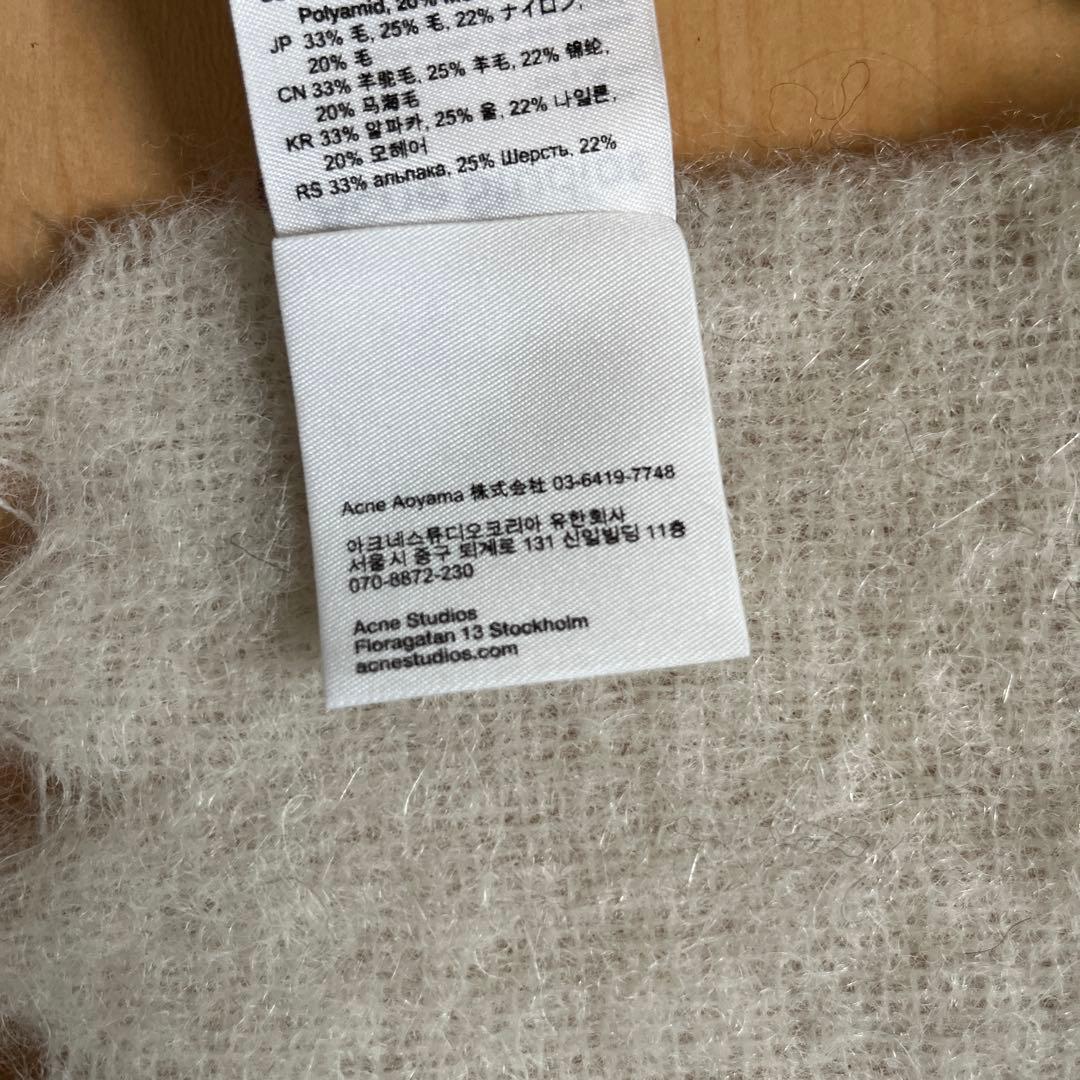 Polyamid, 20%
JP 33% 毛, 25% 毛, 22% ナイロン,
20% 毛
CN 33% 羊驼毛, 25% 羊毛, 22% 锦纶,
20% 马海毛
KR 33% 알파카, 25% 울, 22% 나일론,
20% 모헤어
RS 33% альпака, 25% Шерсть, 22%
Acne Aoyama 株式会社 03-6419-7748
아크네스튜디오코리아 유한회사
서울시 중구 퇴계로 131 신일빌딩 11층
070-8872-230
Acne Studios
Floragatan 13 Stockholm
acnestudios.com